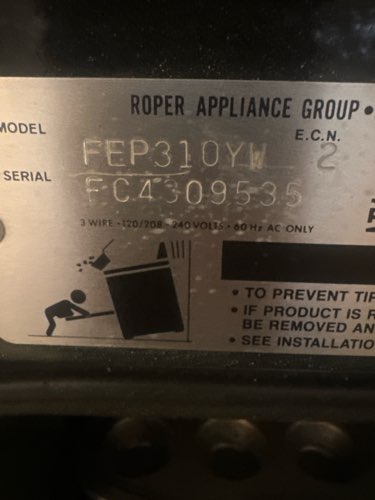 ROPER APPLIANCE GROUP •
MODEL
E.C.N.
FEP310YW 2
SERIAL
FC4309535
3 WIRE • 120/208 - 240 VOLTS • 60 Hz AC ONLY
• TO PREVENT TIP
• IF PRODUCT IS R
BE REMOVED AN
• SEE INSTALLATIO